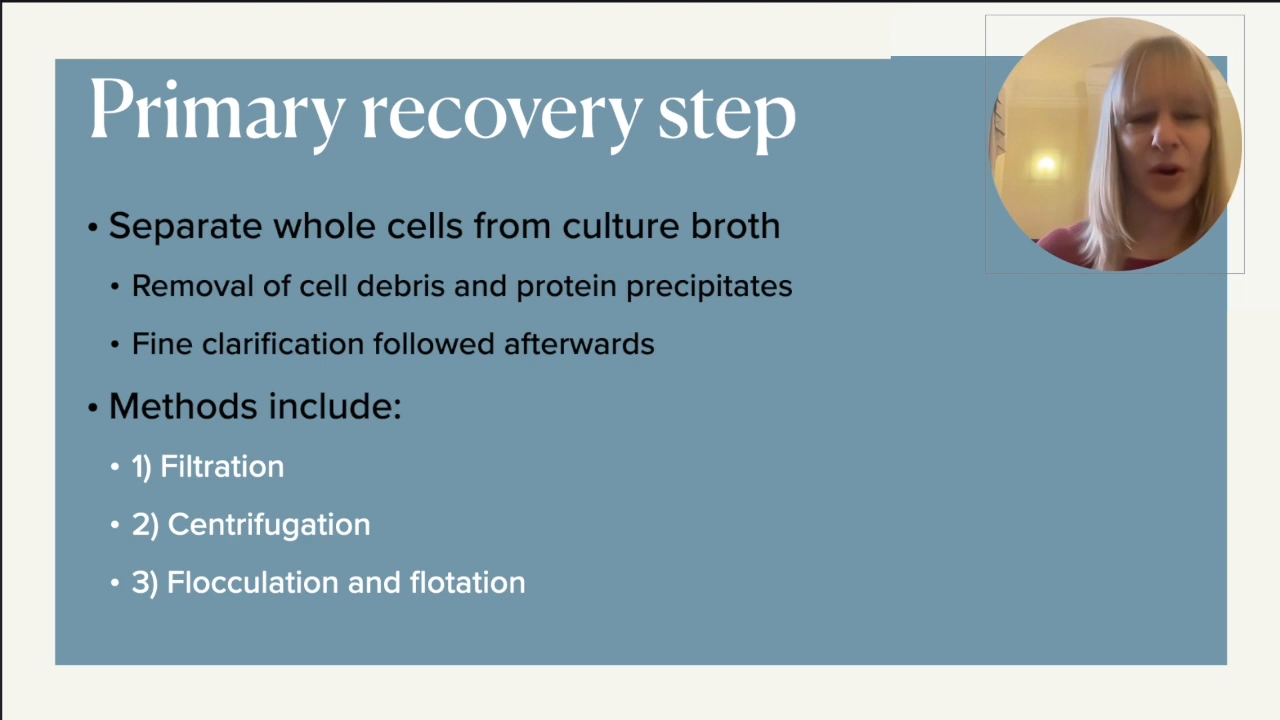 Primary recovery step
• Separate whole cells from culture broth
• Removal of cell debris and protein precipitates
• Fine clarification followed afterwards
• Methods include:
• 1) Filtration
• 2) Centrifugation
• 3) Flocculation and flotation